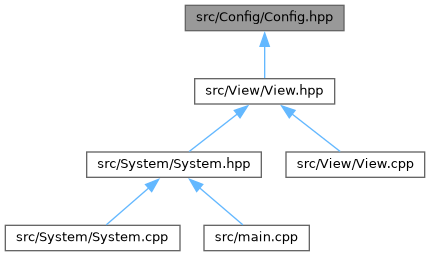 src/Config/Config.hpp
src/View/View.hpp
src/System/System.hpp
src/View/View.cpp
src/System/System.cpp
src/main.cpp